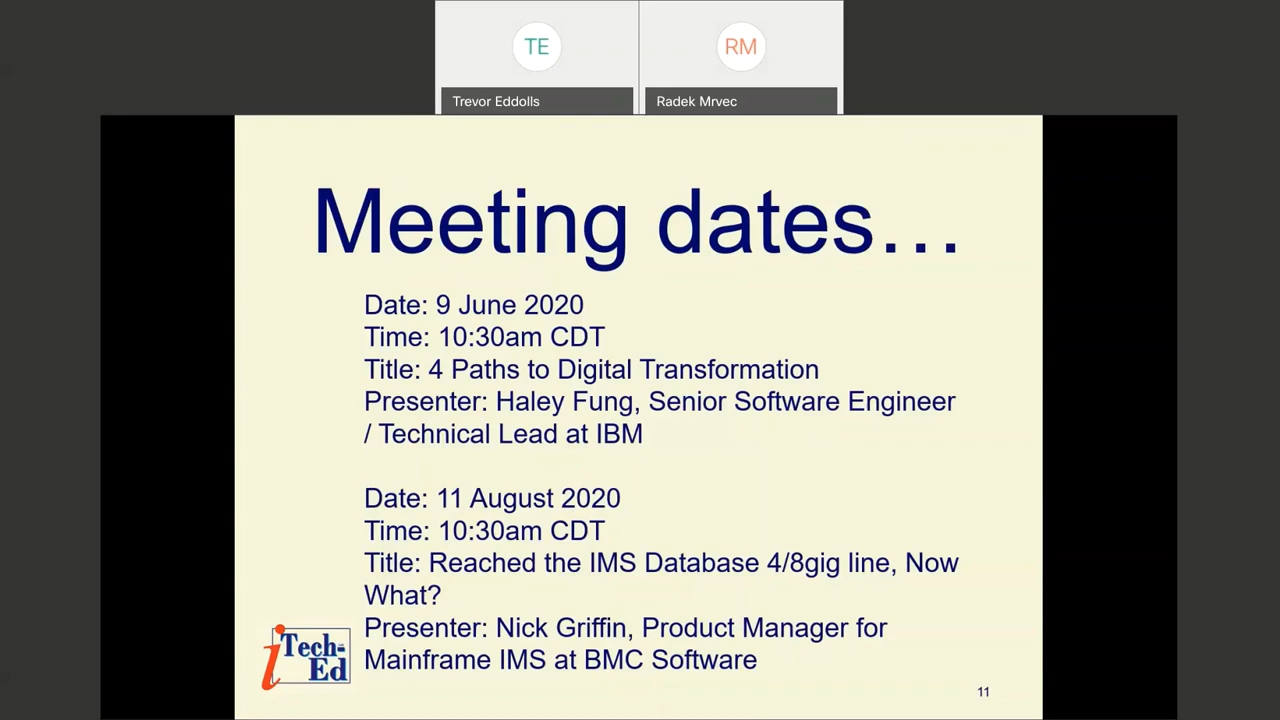 TE
RM
Trevor Eddolls
Radek Mrvec
Meeting dates...
Date: 9 June 2020
Time: 10:30am CDT
Title: 4 Paths to Digital Transformation
Presenter: Haley Fung, Senior Software Engineer
/ Technical Lead at IBM
Date: 11 August 2020
Time: 10:30am CDT
Title: Reached the IMS Database 4/8gig line, Now
What?
Presenter: Nick Griffin, Product Manager for
Mainframe IMS at BMC Software
iTech-
Ed
11